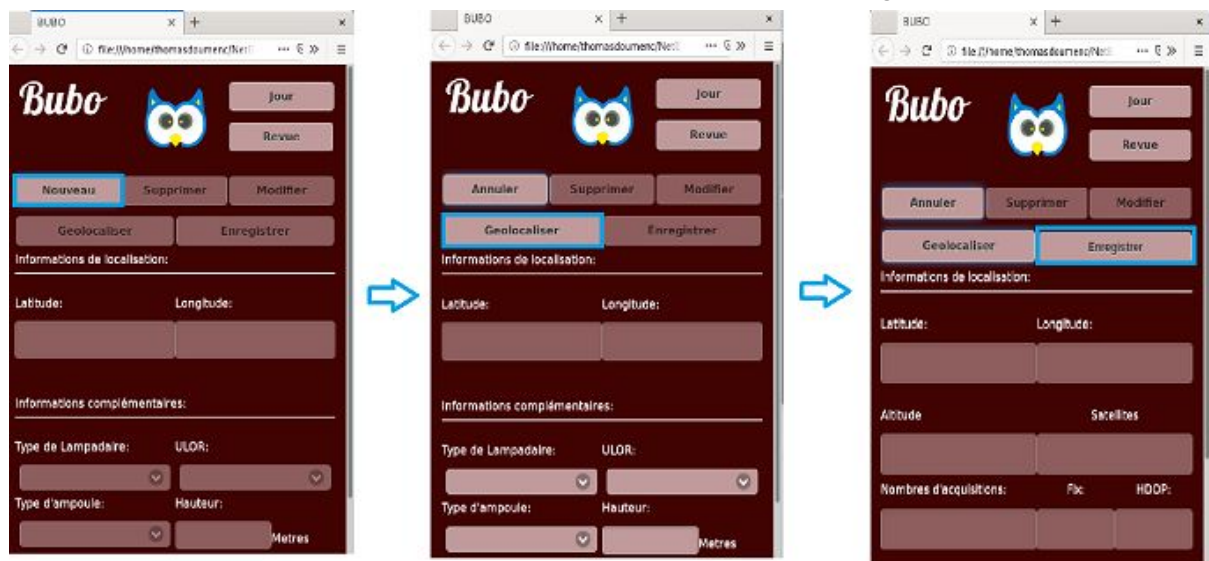 BUBO × + ×
file:///home/thomasdoumenc/Net
Bubo
Jour
Revue
Nouveau Supprimer Modifier
Geolocaliser Enregistrer
Informations de localisation:
Latitude: Longitude:
Informations complémentaires:
Type de Lampadaire: ULOR:
Type d'ampoule: Hauteur:
Metres
BUBO × + ×
file:///home/thomasdoumenc/Net
Bubo
Jour
Revue
Annuler Supprimer Modifier
Geolocaliser Enregistrer
Informations de localisation:
Latitude: Longitude:
Informations complémentaires:
Type de Lampadaire: ULOR:
Type d'ampoule: Hauteur:
Metres
BUBO × + ×
file:///home/thomasdoumenc/Net
Bubo
Jour
Revue
Annuler Supprimer Modifier
Geolocaliser Enregistrer
Informations de localisation:
Latitude: Longitude:
Altitude Satellites
Nombres d'acquisitions: Fix: HDOP: